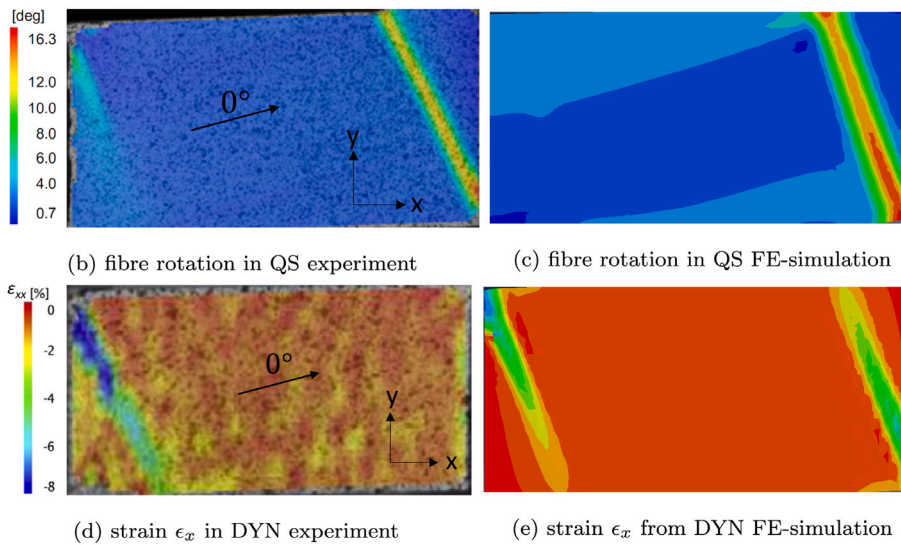 [deg]
16.3
12.0
10.0
8.0
6.0
4.0
0.7
0°
y
x
(b) fibre rotation in QS experiment
(c) fibre rotation in QS FE-simulation
εxx [%]
0
-2
-4
-6
-8
0°
y
x
(d) strain ϵx in DYN experiment
(e) strain ϵx from DYN FE-simulation